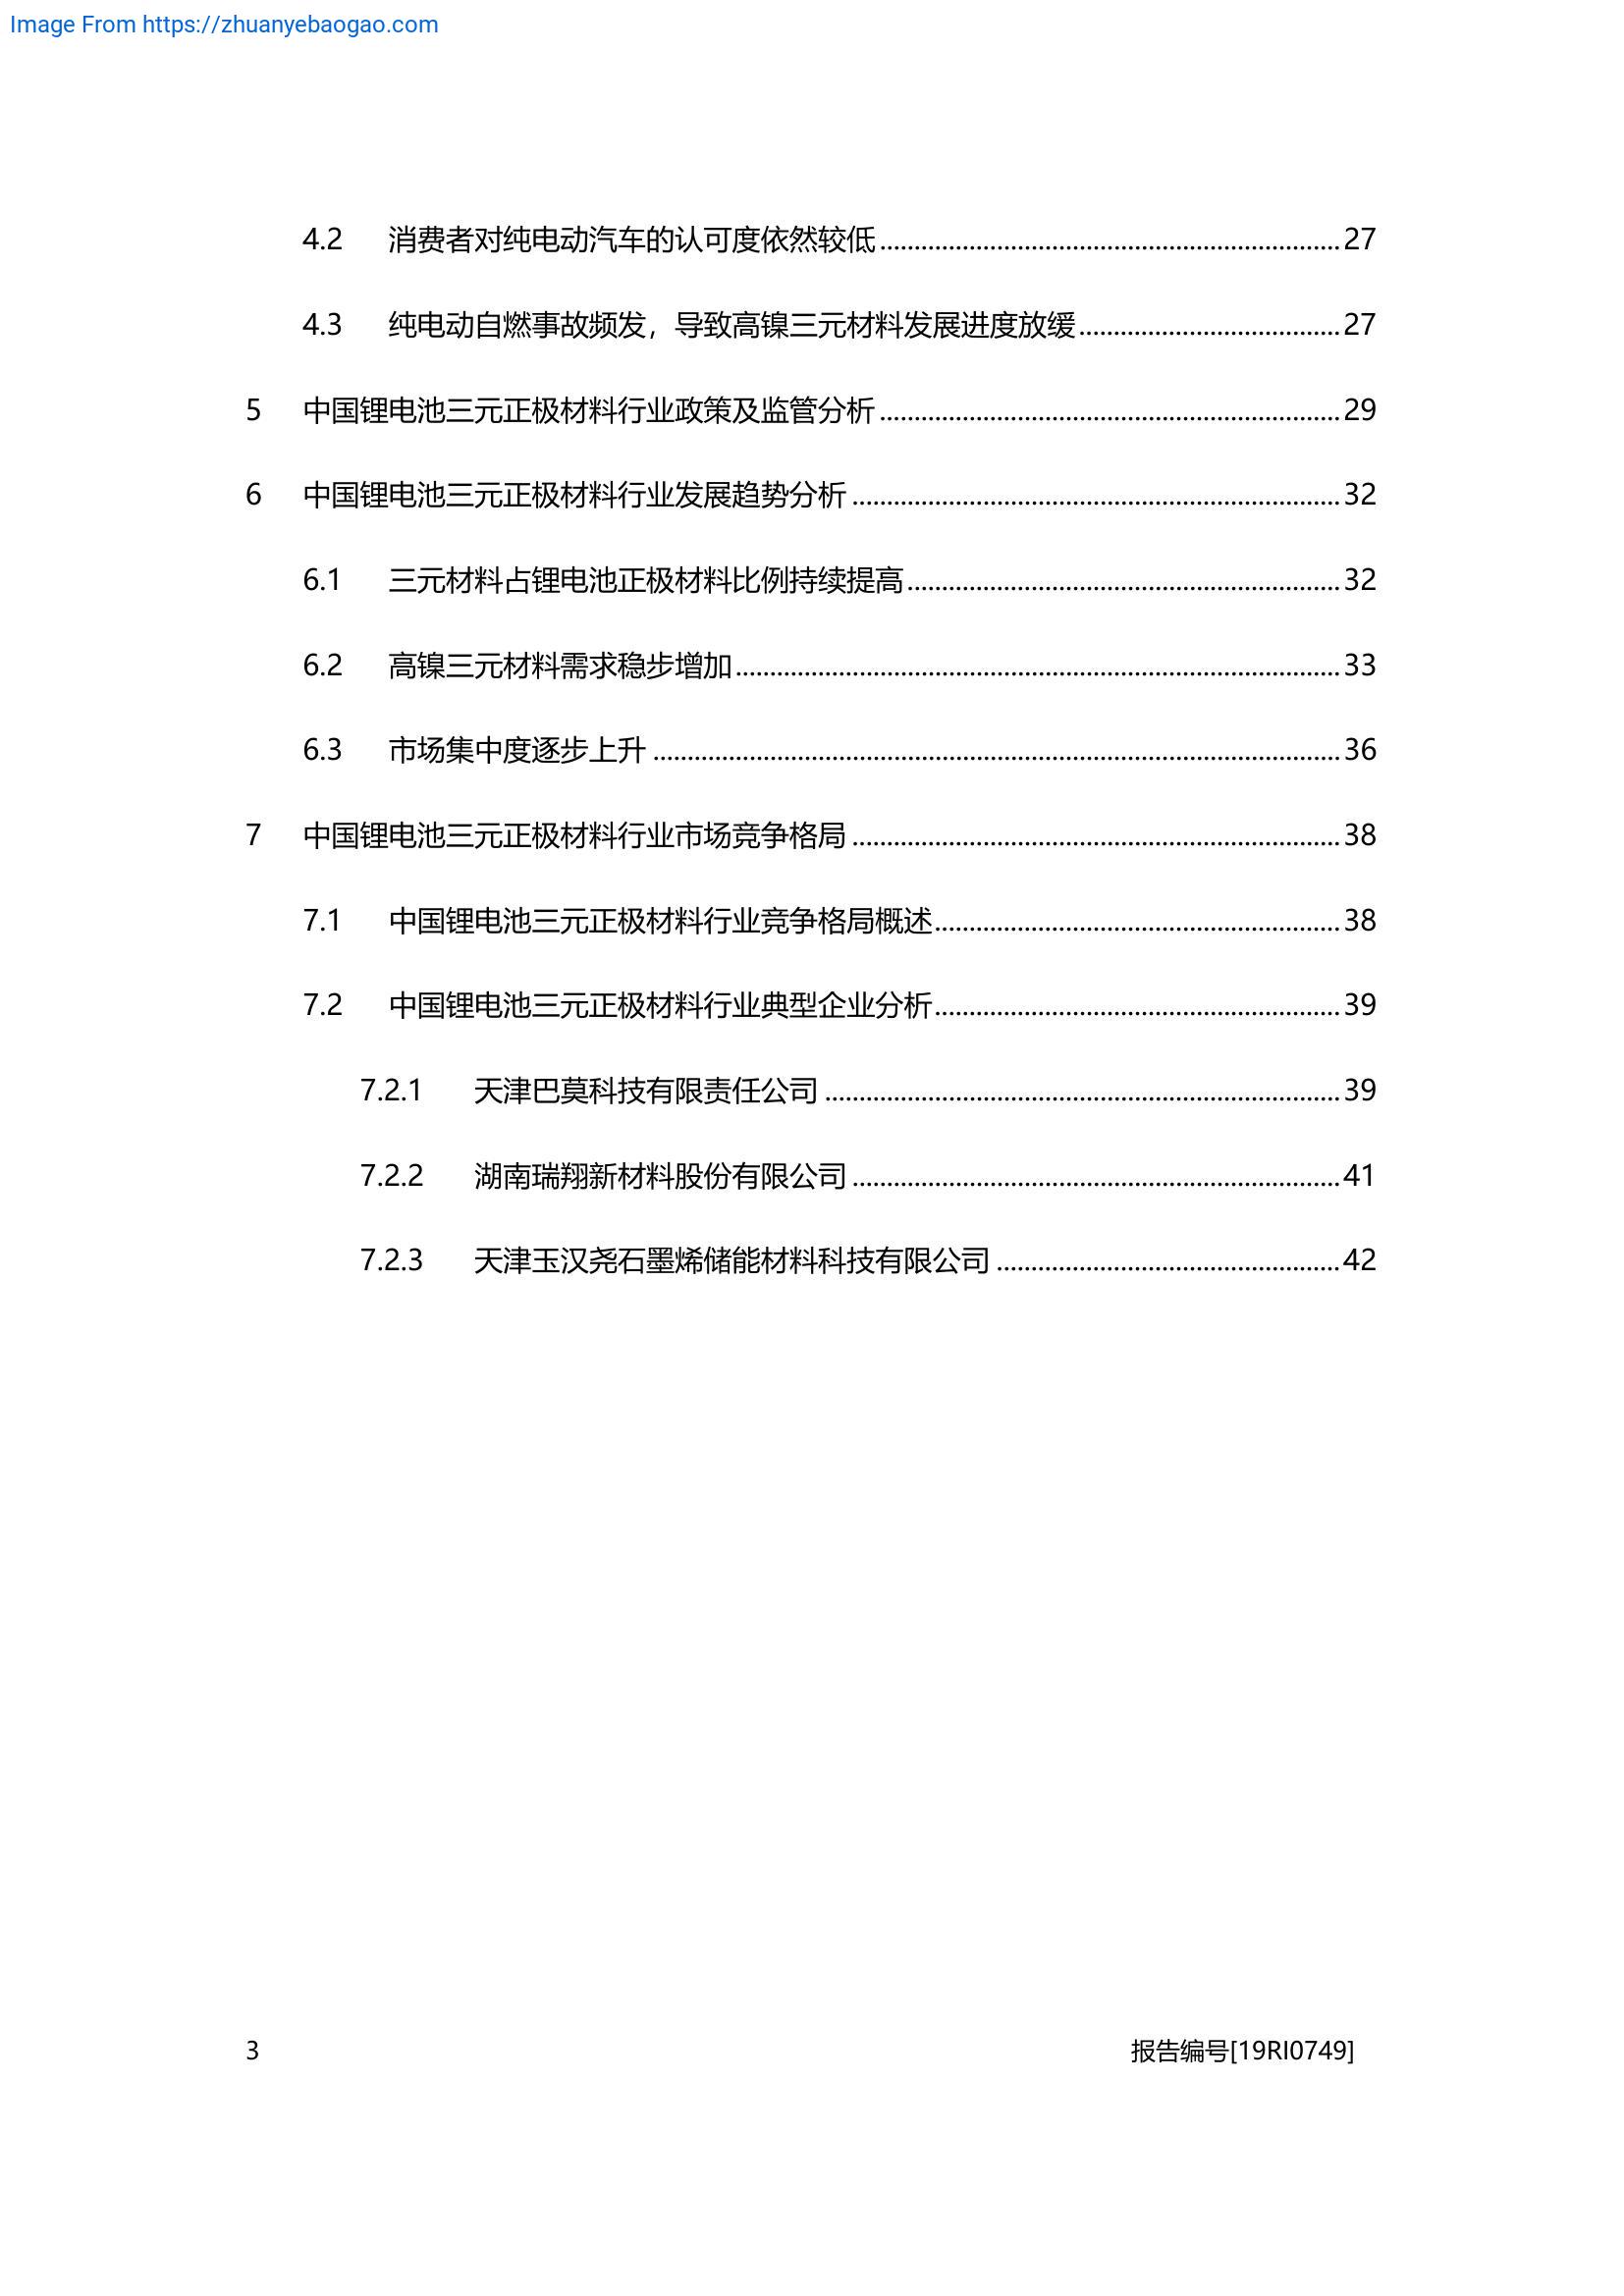 Image From https://zhuanyebaogao.com
4.2 消费者对纯电动汽车的认可度依然较低 ........ 27
4.3 纯电动自燃事故频发，导致高镍三元材料发展进度放缓 ........ 27
5 中国锂电池三元正极材料行业政策及监管分析 ........ 29
6 中国锂电池三元正极材料行业发展趋势分析 ........ 32
6.1 三元材料占锂电池正极材料比例持续提高 ........ 32
6.2 高镍三元材料需求稳步增加 ........ 33
6.3 市场集中度逐步上升 ........ 36
7 中国锂电池三元正极材料行业市场竞争格局 ........ 38
7.1 中国锂电池三元正极材料行业竞争格局概述 ........ 38
7.2 中国锂电池三元正极材料行业典型企业分析 ........ 39
7.2.1 天津巴莫科技有限责任公司 ........ 39
7.2.2 湖南瑞翔新材料股份有限公司 ........ 41
7.2.3 天津玉汉尧石墨烯储能材料科技有限公司 ........ 42
3 报告编号[19RI0749]